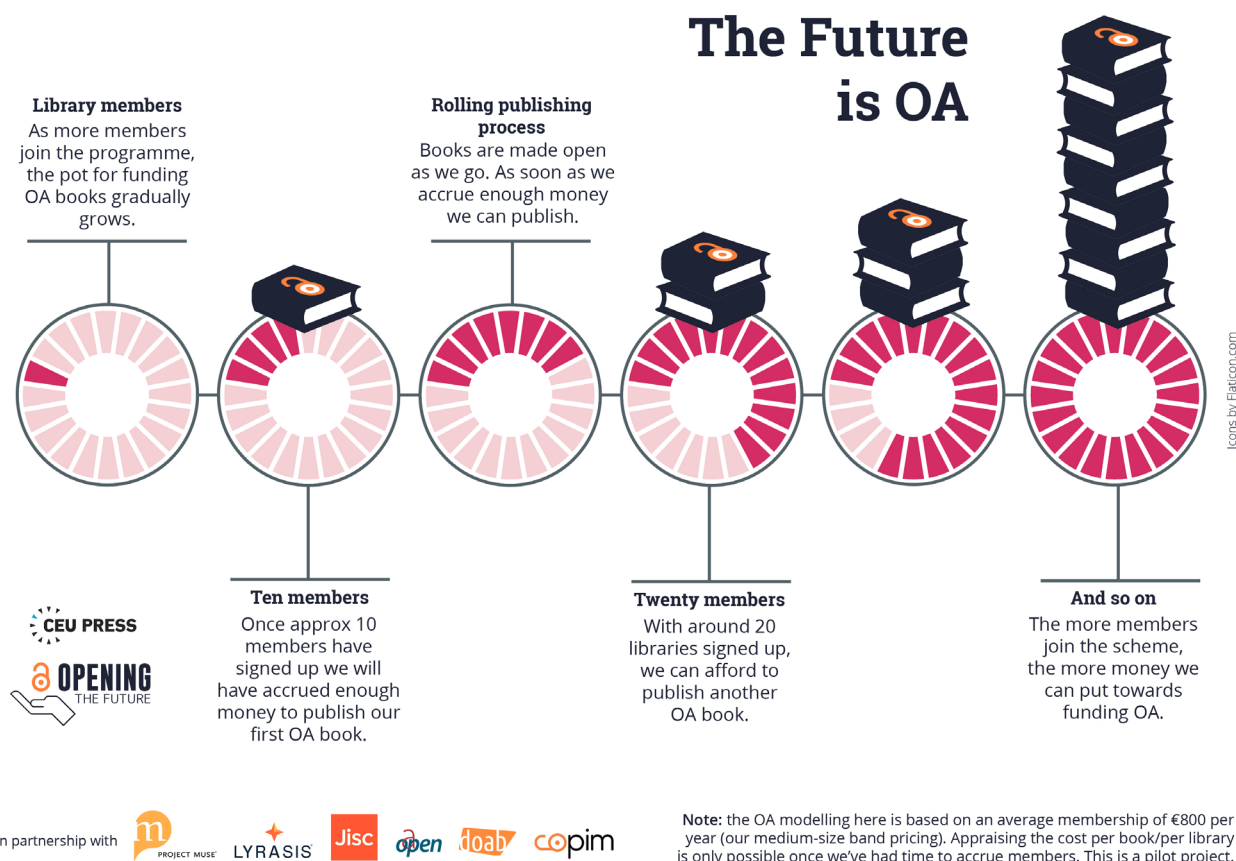 The Future
is OA
Library members
As more members
join the programme,
the pot for funding
OA books gradually
grows.
Rolling publishing
process
Books are made open
as we go. As soon as we
accrue enough money
we can publish.
Icons by Flaticon.com
CEU PRESS
OPENING
THE FUTURE
Ten members
Once approx 10
members have
signed up we will
have accrued enough
money to publish our
first OA book.
Twenty members
With around 20
libraries signed up,
we can afford to
publish another
OA book.
And so on
The more members
join the scheme,
the more money we
can put towards
funding OA.
n partnership with
m
PROJECT MUSE
LYRASIS
Jisc
open
doab
copim
Note: the OA modelling here is based on an average membership of €800 per
year (our medium-size band pricing). Appraising the cost per book/per library
is only possible once we've had time to accrue members. This is a pilot project.